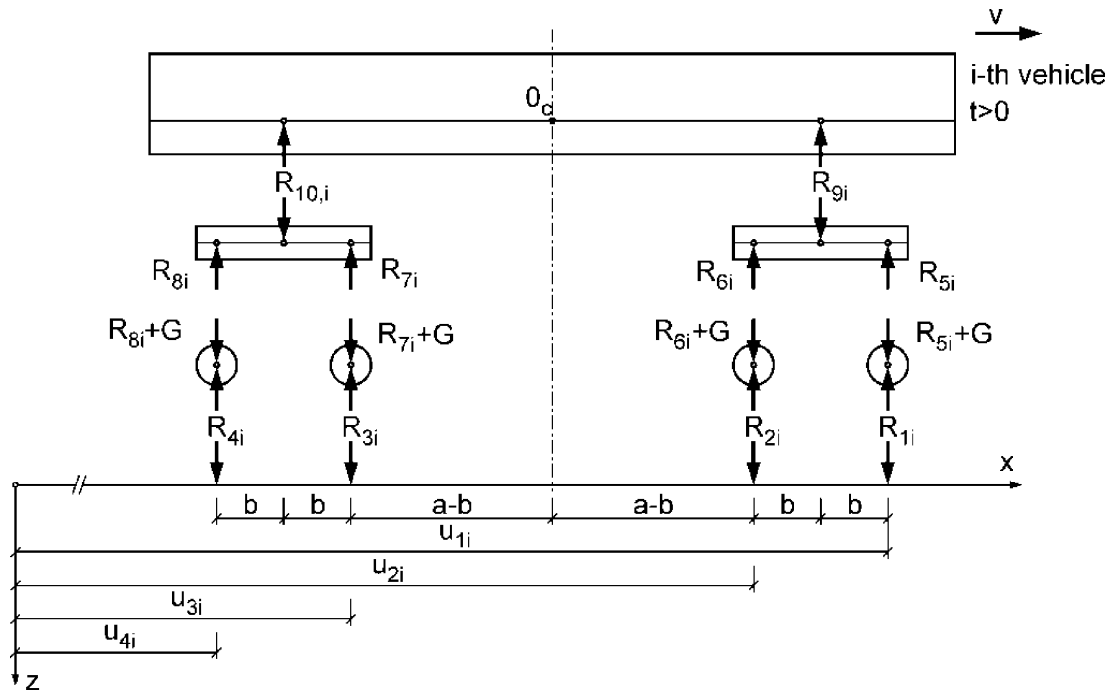 v
i-th vehicle
0c
t>0
R10,i
R9i
R8i
R7i
R6i
R5i
R8i+G
R7i+G
R6i+G
R5i+G
R4i
R3i
R2i
R1i
x
b
b
a-b
a-b
b
b
u1i
u2i
u3i
u4i
z